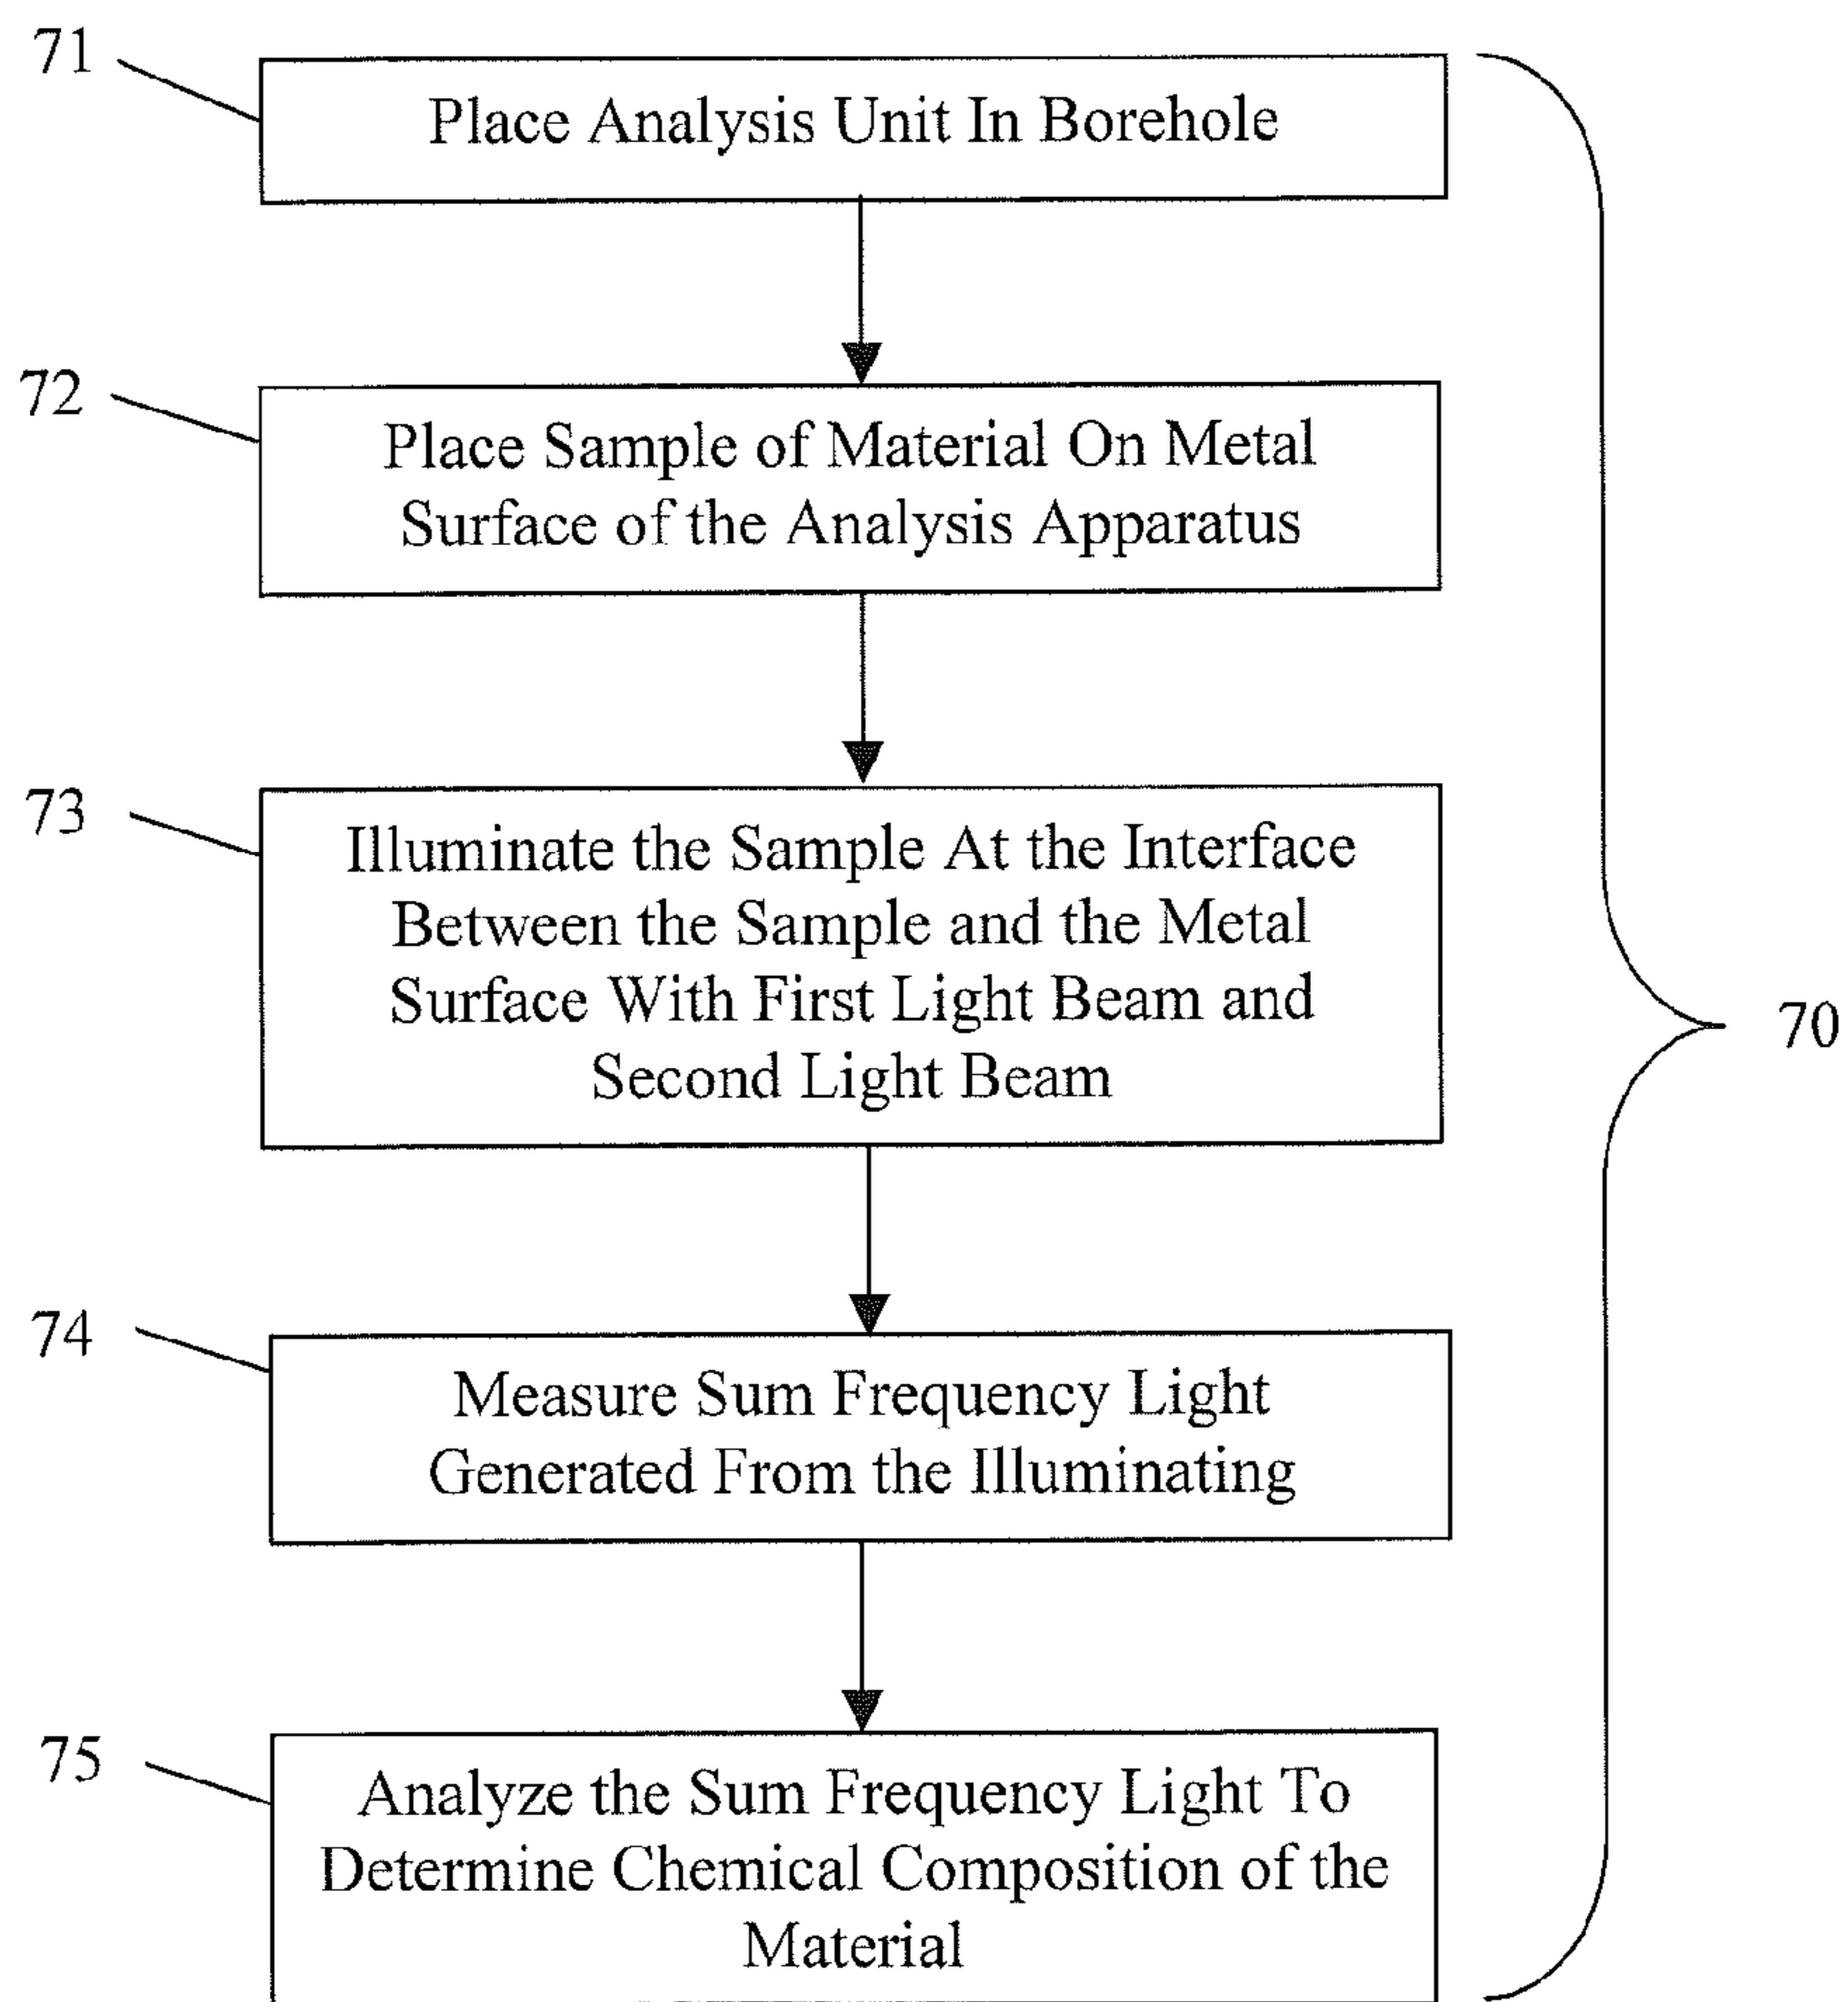 71
Place Analysis Unit In Borehole
72
Place Sample of Material On Metal
Surface of the Analysis Apparatus
73
Illuminate the Sample At the Interface
Between the Sample and the Metal
Surface With First Light Beam and
Second Light Beam
70
74
Measure Sum Frequency Light
Generated From the Illuminating
75
Analyze the Sum Frequency Light To
Determine Chemical Composition of the
Material